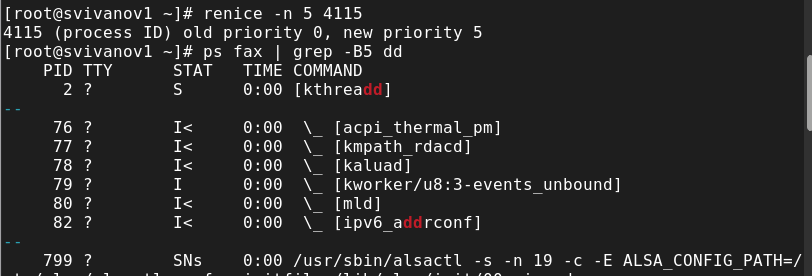 [root@svivanov1 ~]# renice -n 5 4115
4115 (process ID) old priority 0, new priority 5
[root@svivanov1 ~]# ps fax | grep -B5 dd
    PID TTY      STAT   TIME COMMAND
      2 ?        S      0:00 [kthreadd]
--
     76 ?        I<     0:00  \_ [acpi_thermal_pm]
     77 ?        I<     0:00  \_ [kmpath_rdacd]
     78 ?        I<     0:00  \_ [kaluad]
     79 ?        I      0:00  \_ [kworker/u8:3-events_unbound]
     80 ?        I<     0:00  \_ [mld]
     82 ?        I<     0:00  \_ [ipv6_addrconf]
--
    799 ?        SNs    0:00 /usr/sbin/alsactl -s -n 19 -c -E ALSA_CONFIG_PATH=/